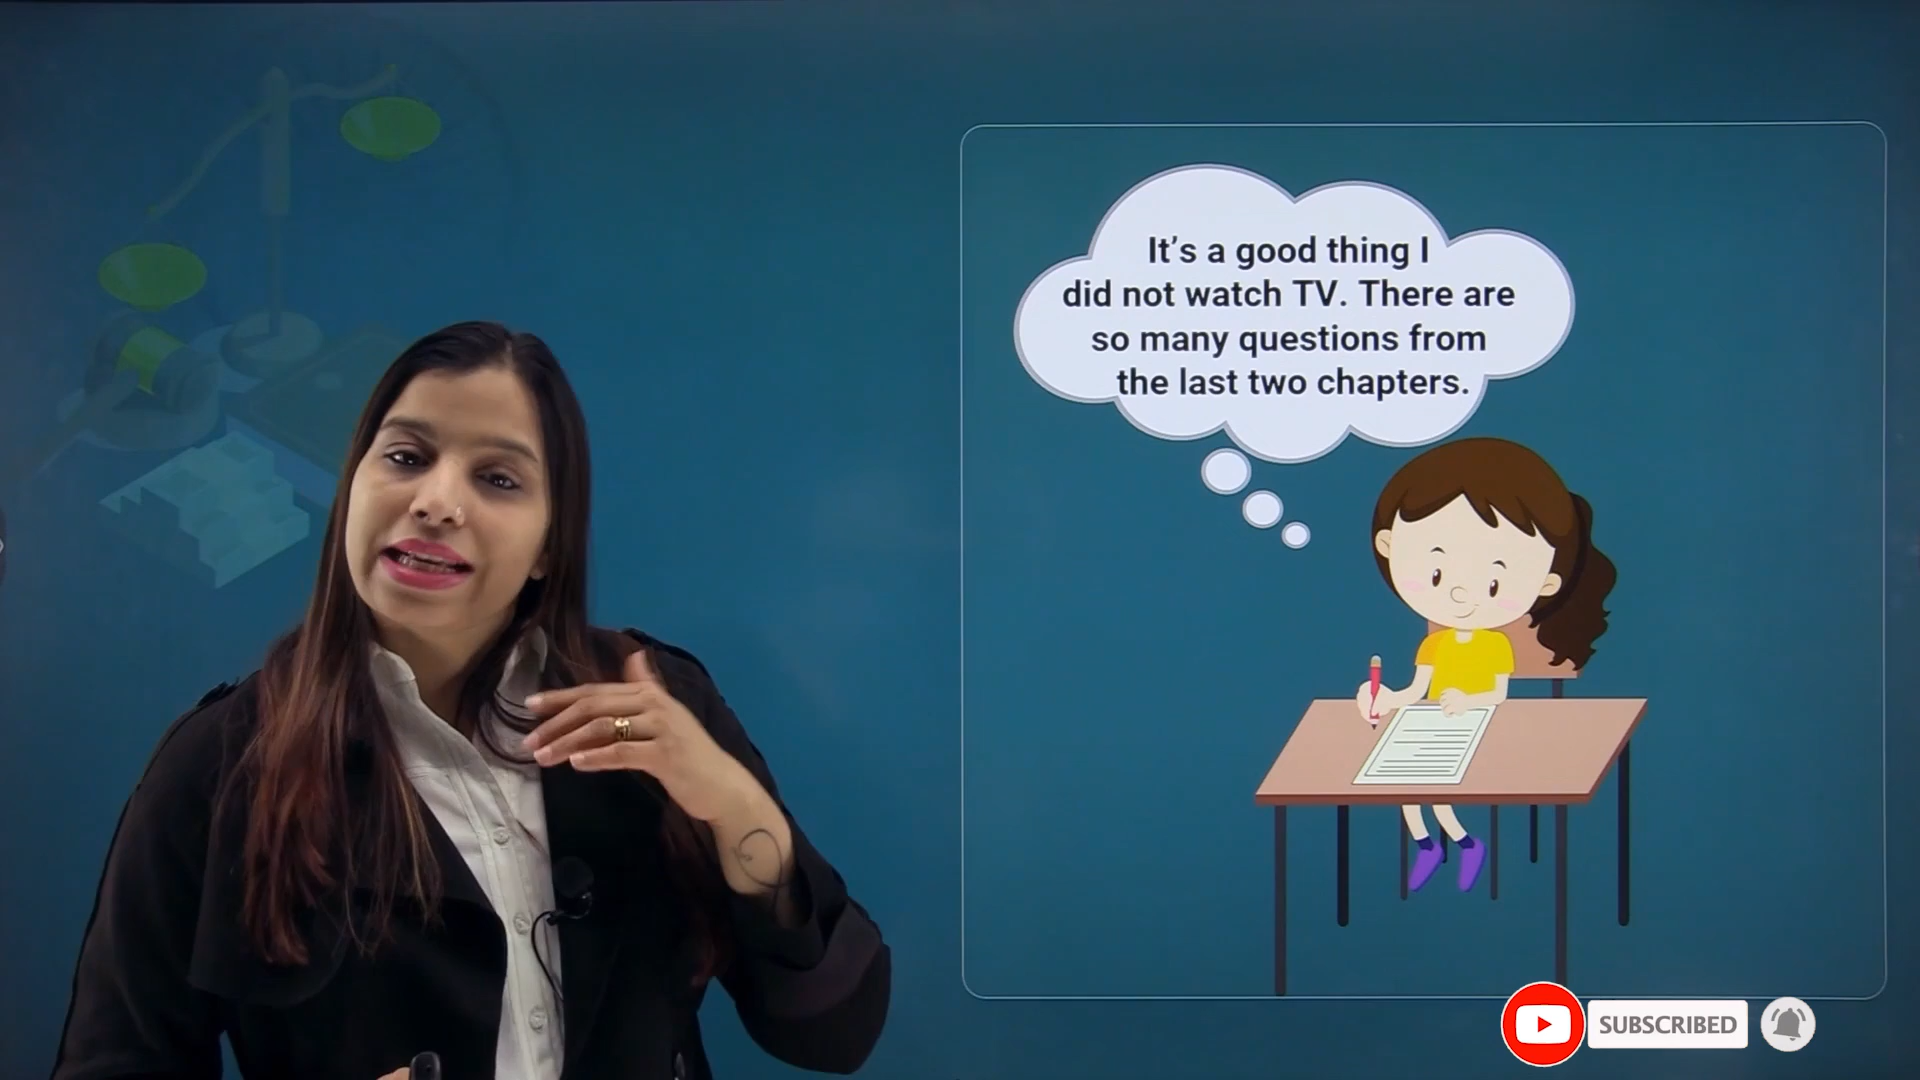 It's a good thing I
did not watch TV. There are
so many questions from
the last two chapters.
SUBSCRIBED